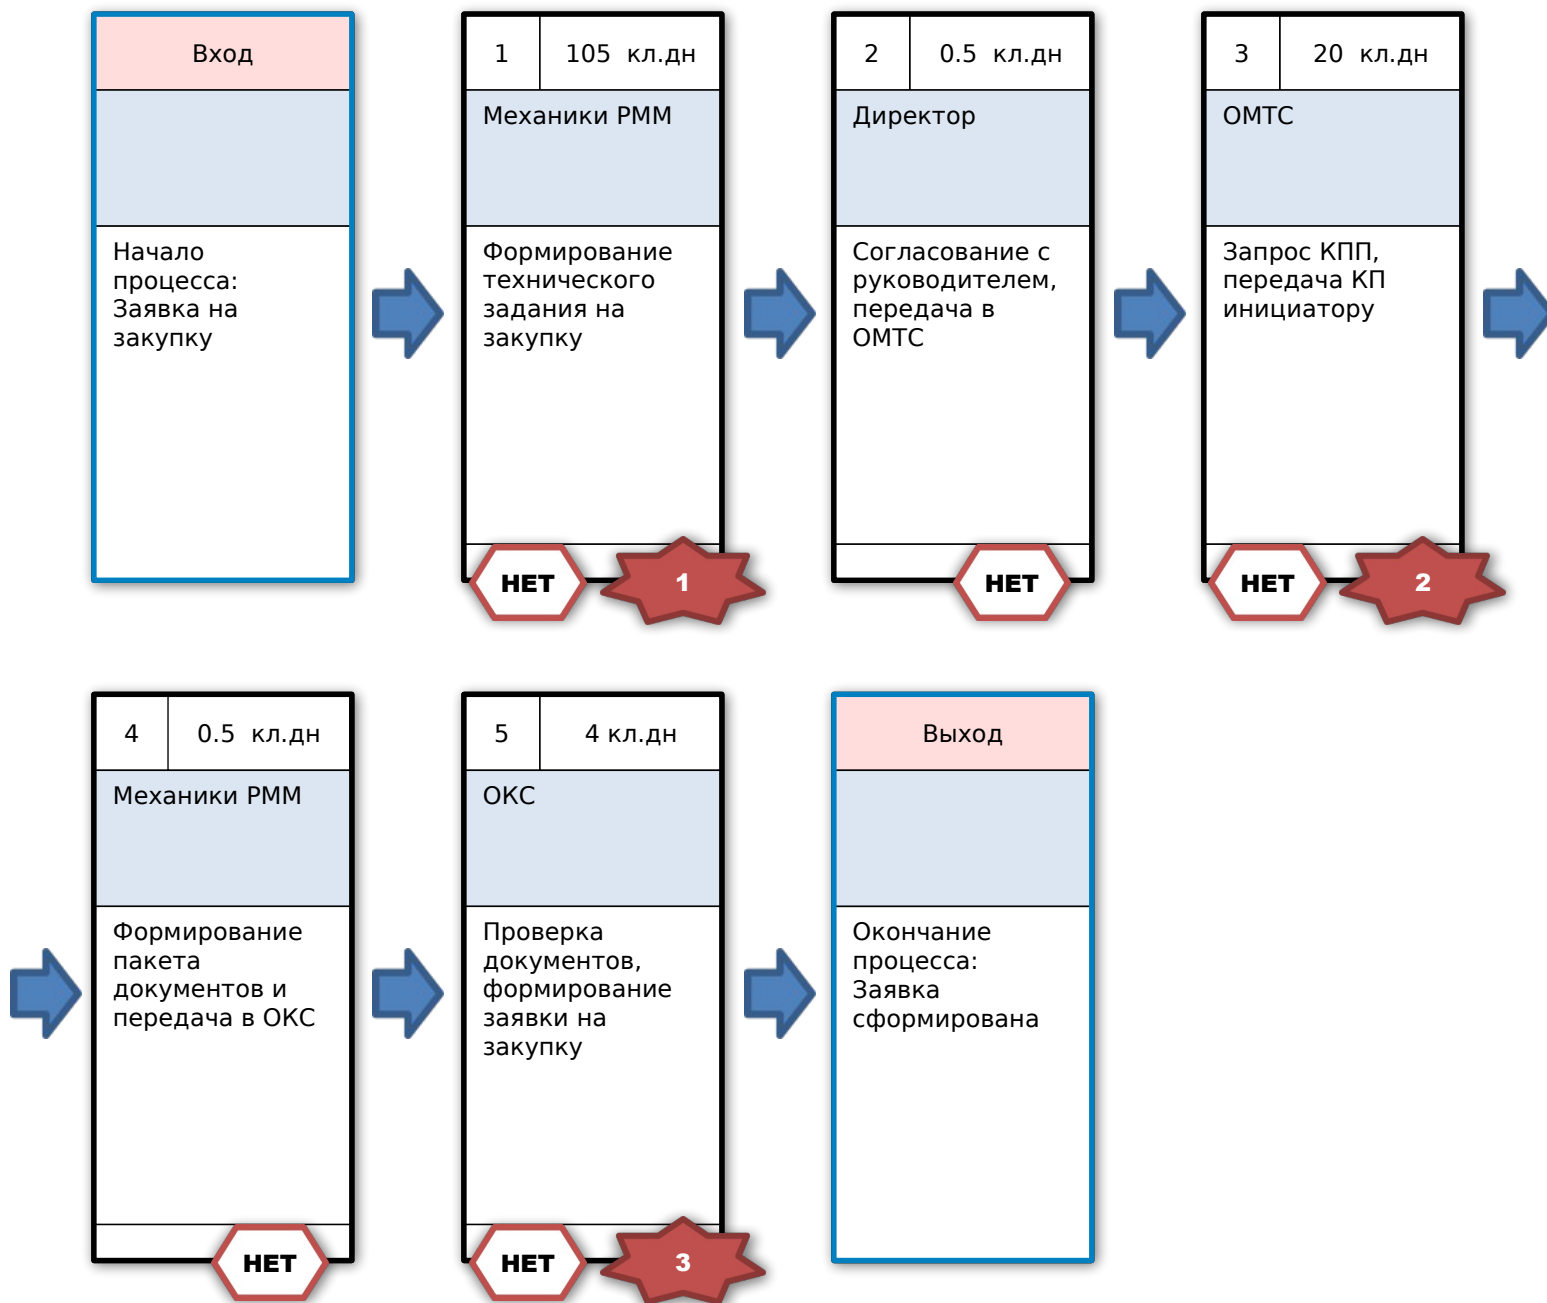 Вход
Начало
процесса:
Заявка на
закупку
1 105 кл.дн
Механики РММ
Формирование
технического
задания на
закупку
НЕТ 1
2 0.5 кл.дн
Директор
Согласование с
руководителем,
передача в
ОМТС
НЕТ
3 20 кл.дн
ОМТС
Запрос КПП,
передача КП
инициатору
НЕТ 2
4 0.5 кл.дн
Механики РММ
Формирование
пакета
документов и
передача в ОКС
НЕТ
5 4 кл.дн
ОКС
Проверка
документов,
формирование
заявки на
закупку
НЕТ 3
Выход
Окончание
процесса:
Заявка
сформирована